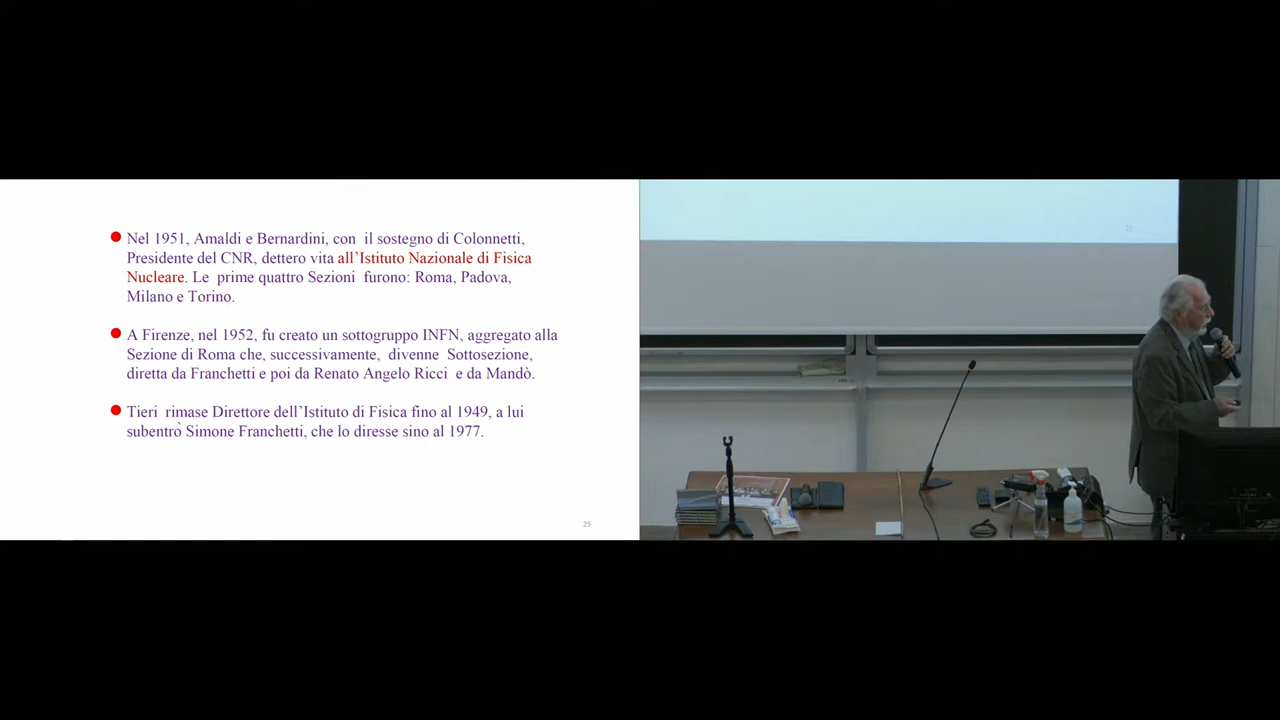 Nel 1951, Amaldi e Bernardini, con il sostegno di Colonnetti,
Presidente del CNR, dettero vita all'Istituto Nazionale di Fisica
Nucleare. Le prime quattro Sezioni furono: Roma, Padova,
Milano e Torino.
A Firenze, nel 1952, fu creato un sottogruppo INFN, aggregato alla
Sezione di Roma che, successivamente, divenne Sottosezione,
diretta da Franchetti e poi da Renato Angelo Ricci e da Mandò.
Tieri rimase Direttore dell'Istituto di Fisica fino al 1949, a lui
subentrò Simone Franchetti, che lo diresse sino al 1977.
25